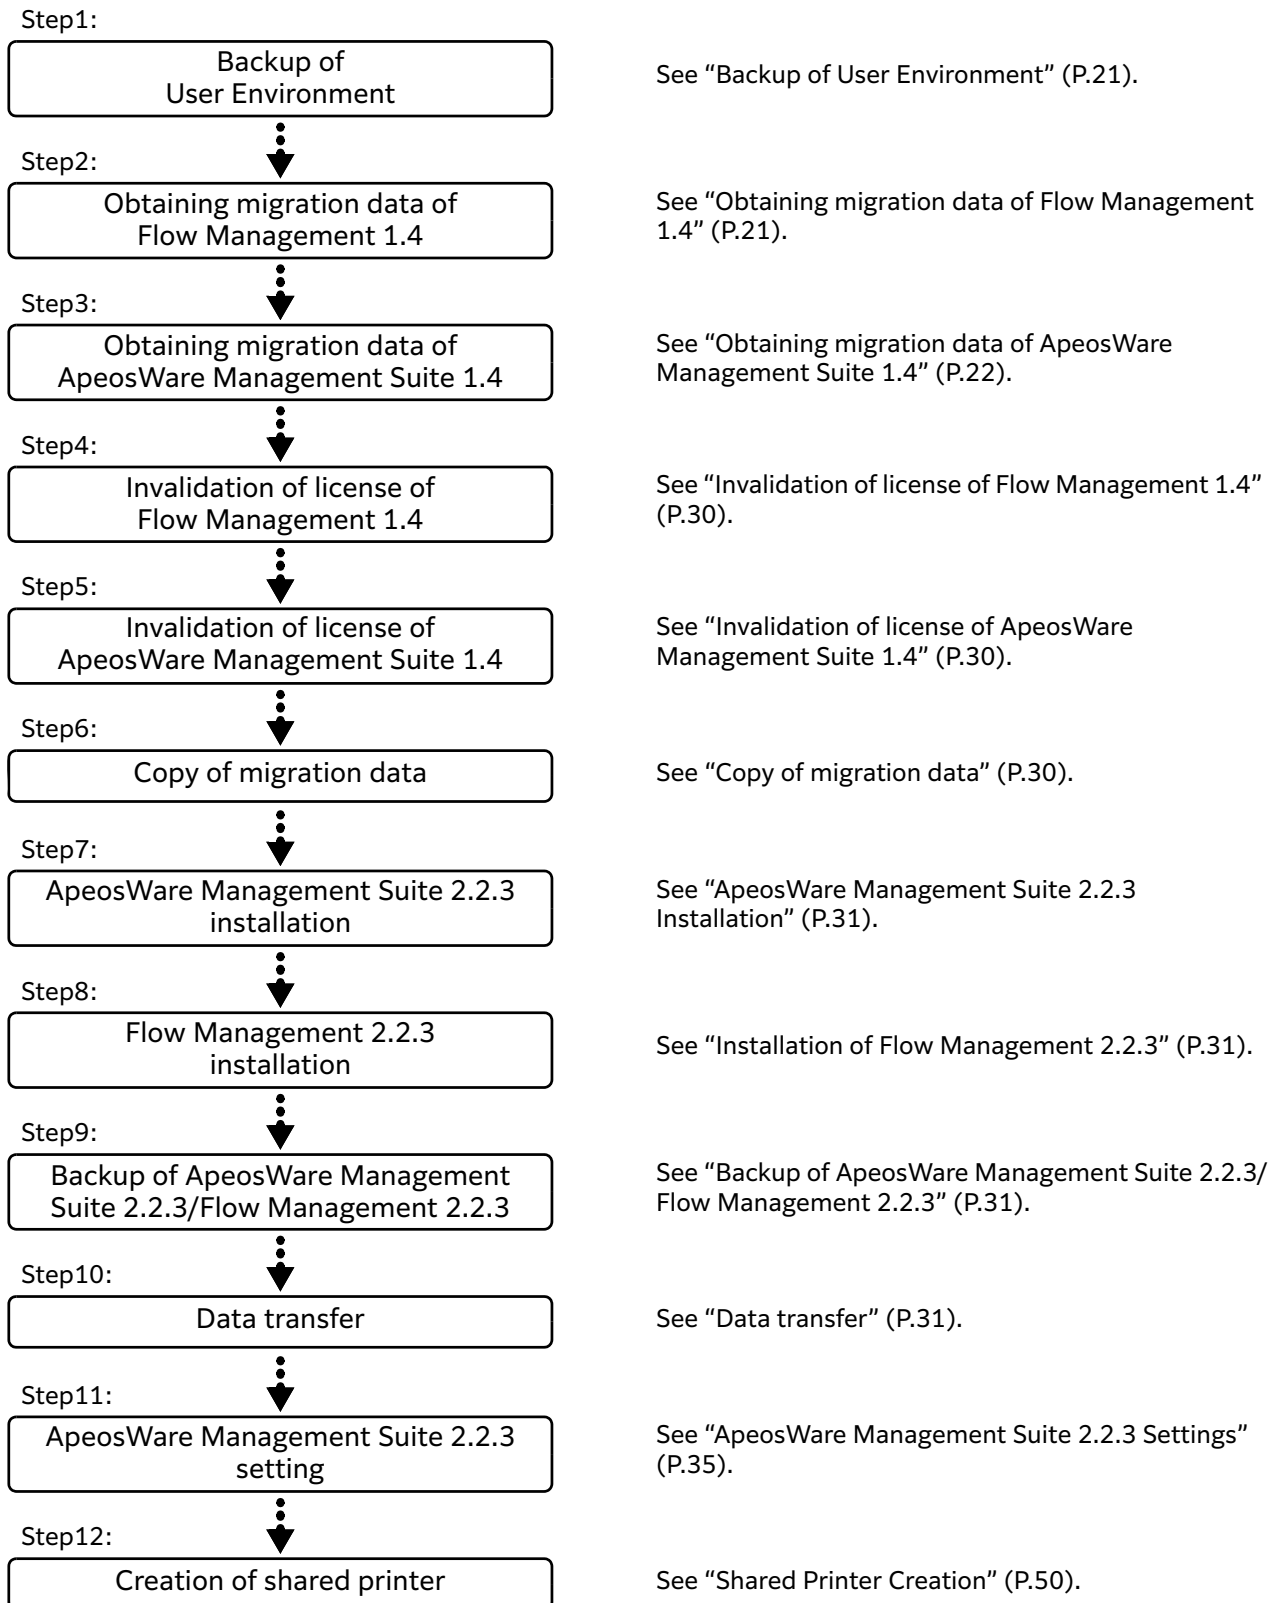 Step1:
Backup of
User Environment
See “Backup of User Environment” (P.21).
Step2:
Obtaining migration data of
Flow Management 1.4
See “Obtaining migration data of Flow Management
1.4” (P.21).
Step3:
Obtaining migration data of
ApeosWare Management Suite 1.4
See “Obtaining migration data of ApeosWare
Management Suite 1.4” (P.22).
Step4:
Invalidation of license of
Flow Management 1.4
See “Invalidation of license of Flow Management 1.4”
(P.30).
Step5:
Invalidation of license of
ApeosWare Management Suite 1.4
See “Invalidation of license of ApeosWare
Management Suite 1.4” (P.30).
Step6:
Copy of migration data
See “Copy of migration data” (P.30).
Step7:
ApeosWare Management Suite 2.2.3
installation
See “ApeosWare Management Suite 2.2.3
Installation” (P.31).
Step8:
Flow Management 2.2.3
installation
See “Installation of Flow Management 2.2.3” (P.31).
Step9:
Backup of ApeosWare Management
Suite 2.2.3/Flow Management 2.2.3
See “Backup of ApeosWare Management Suite 2.2.3/
Flow Management 2.2.3” (P.31).
Step10:
Data transfer
See “Data transfer” (P.31).
Step11:
ApeosWare Management Suite 2.2.3
setting
See “ApeosWare Management Suite 2.2.3 Settings”
(P.35).
Step12:
Creation of shared printer
See “Shared Printer Creation” (P.50).